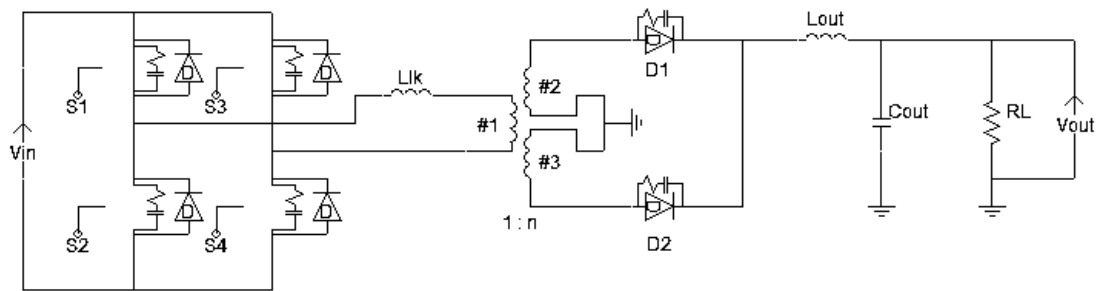 Lout
D
D
D
D1
Llk
#2
S1
S3
Cout
RL
Vout
Vin
#1
#3
D
D
D
1 : n
D2
S2
S4